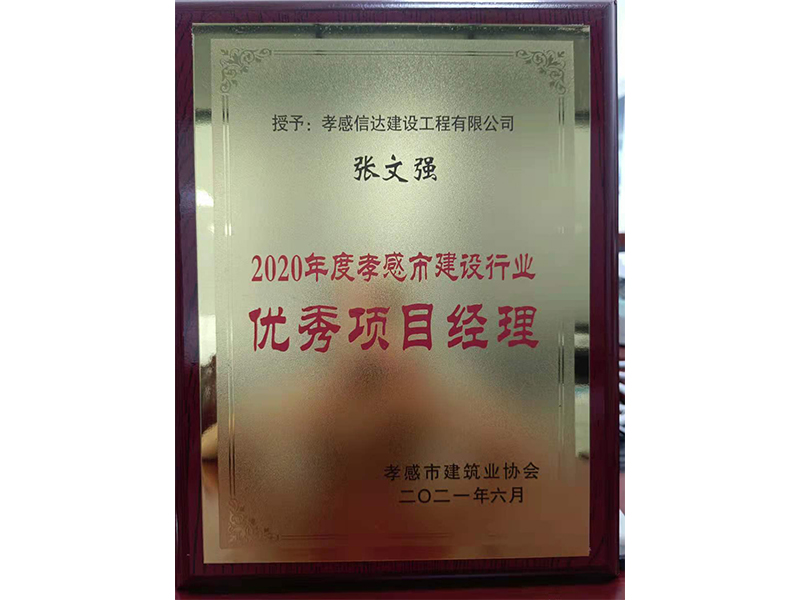 授予：孝感信达建设工程有限公司
张文强
2020年度孝感市建设行业
优秀项目经理
孝感市建筑业协会
二〇二一年六月